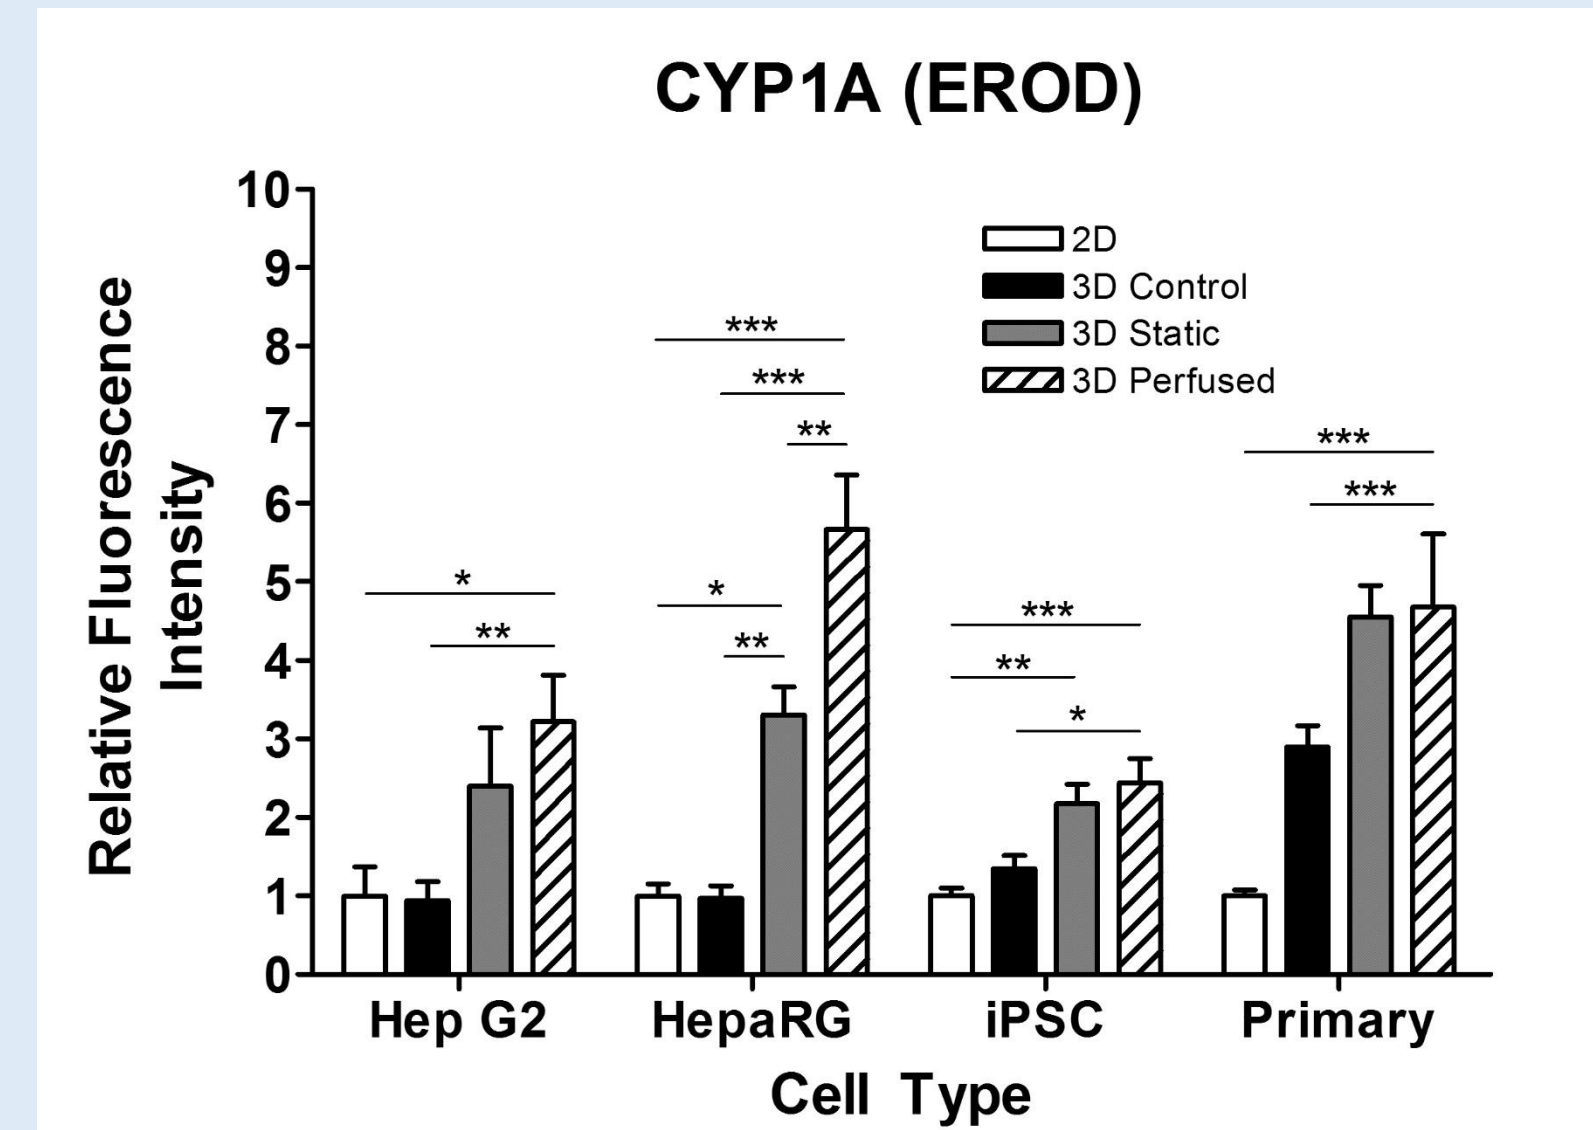 CYP1A (EROD)
Relative Fluorescence
Intensity
10
9
8
7
6
5
4
3
2
1
0
2D
3D Control
3D Static
3D Perfused
*
**
***
***
**
*
**
***
**
*
***
***
Hep G2
HepaRG
iPSC
Primary
Cell Type